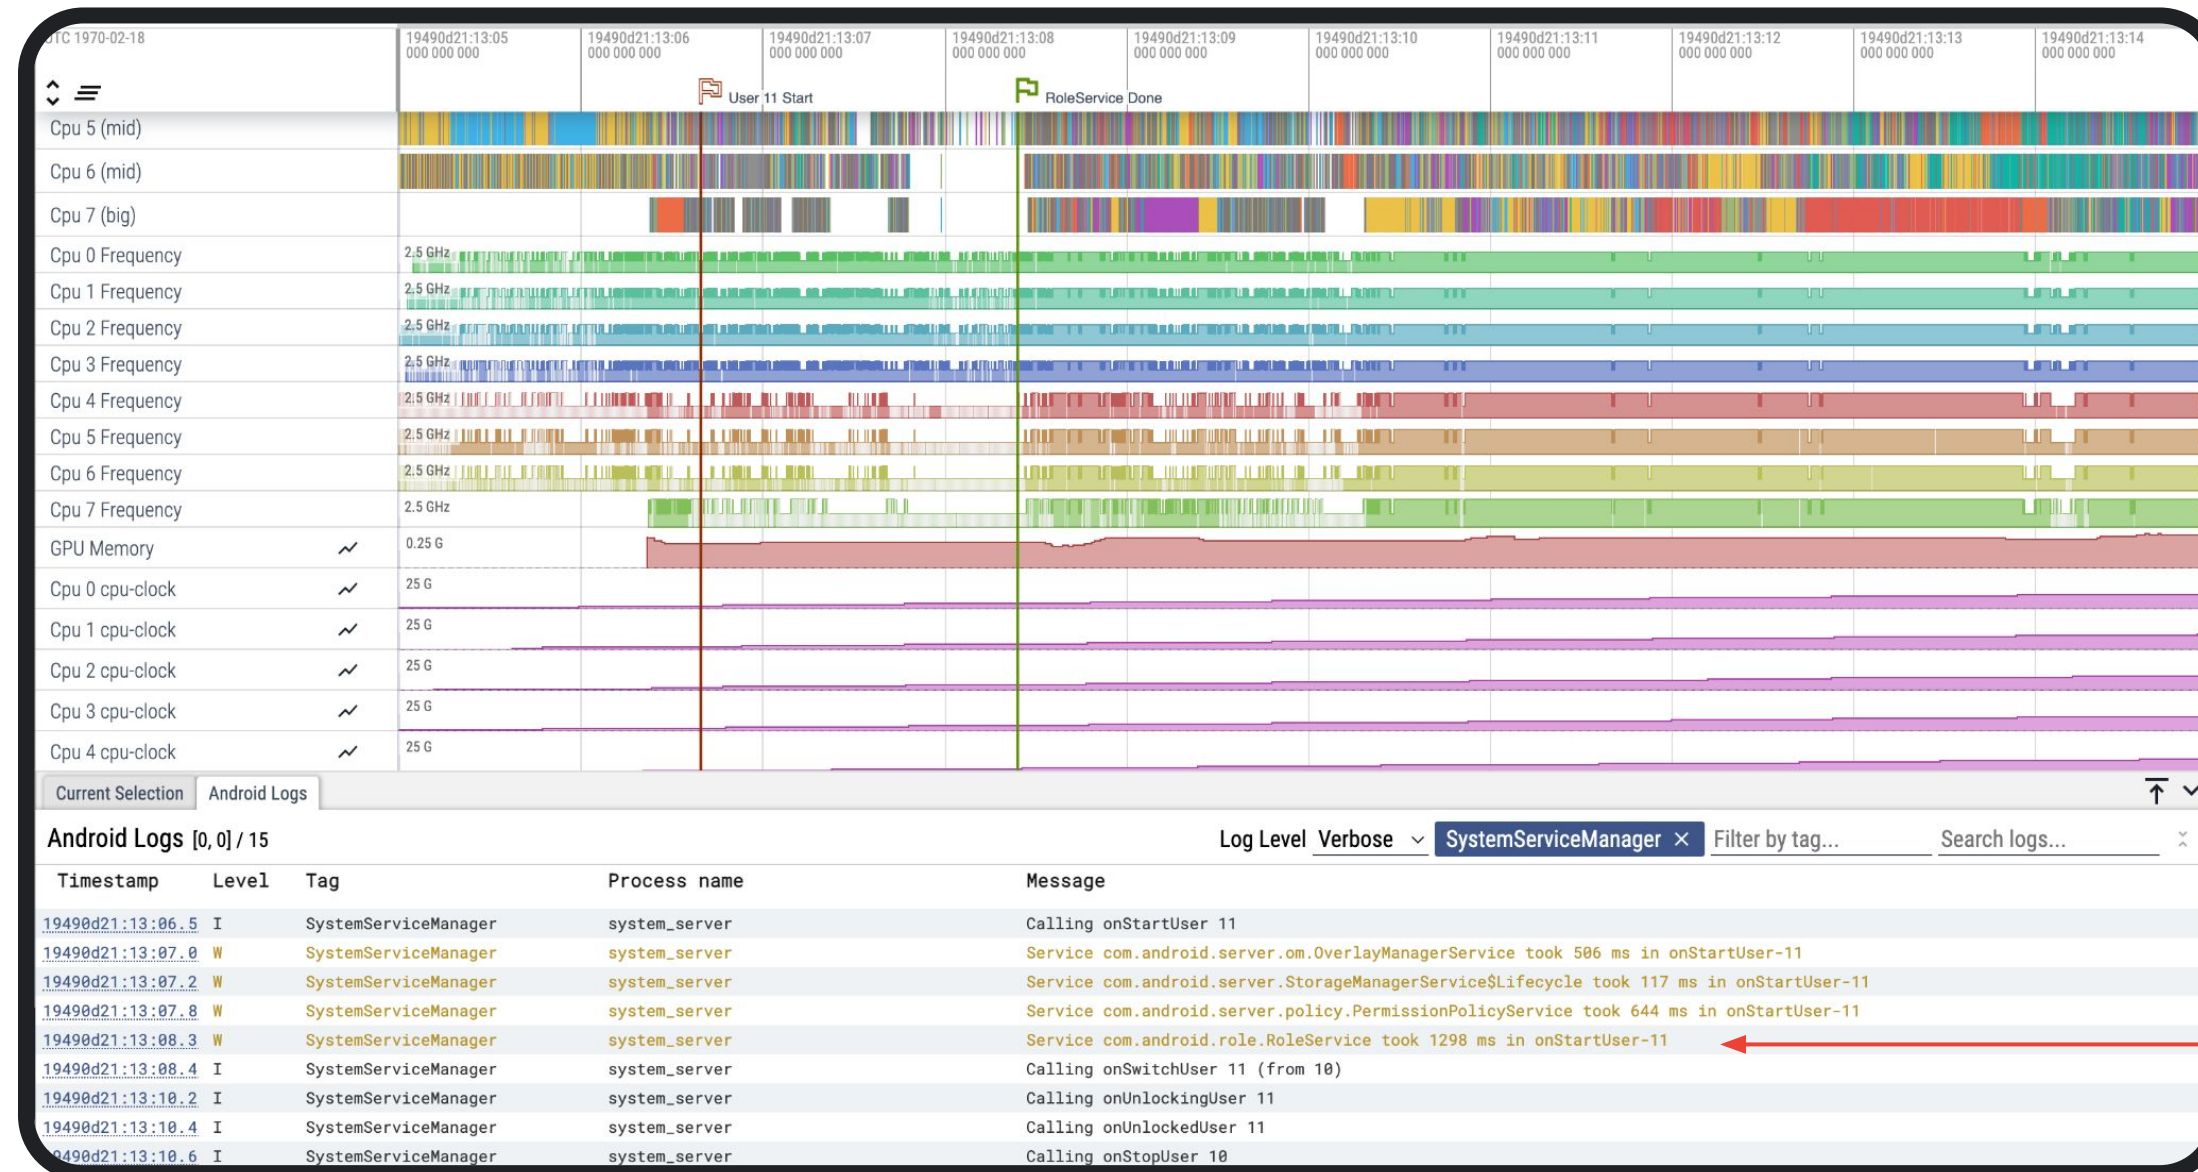 UTC 1970-02-18
19490d21:13:05 19490d21:13:06 19490d21:13:07 19490d21:13:08 19490d21:13:09 19490d21:13:10 19490d21:13:11 19490d21:13:12 19490d21:13:13 19490d21:13:14
000 000 000 000 000 000 000 000 000 000 000 000 000 000 000 000 000 000 000 000 000 000 000 000 000 000 000 000 000 000
User 11 Start RoleService Done
Cpu 5 (mid)
Cpu 6 (mid)
Cpu 7 (big)
Cpu 0 Frequency 2.5 GHz
Cpu 1 Frequency 2.5 GHz
Cpu 2 Frequency 2.5 GHz
Cpu 3 Frequency 2.5 GHz
Cpu 4 Frequency 2.5 GHz
Cpu 5 Frequency 2.5 GHz
Cpu 6 Frequency 2.5 GHz
Cpu 7 Frequency 2.5 GHz
GPU Memory 0.25 G
Cpu 0 cpu-clock 25 G
Cpu 1 cpu-clock 25 G
Cpu 2 cpu-clock 25 G
Cpu 3 cpu-clock 25 G
Cpu 4 cpu-clock 25 G
Current Selection Android Logs
Android Logs [0, 0] / 15 Log Level Verbose SystemServiceManager × Filter by tag... Search logs...
Timestamp Level Tag Process name Message
19490d21:13:06.5 I SystemServiceManager system_server Calling onStartUser 11
19490d21:13:07.0 W SystemServiceManager system_server Service com.android.server.om.OverlayManagerService took 506 ms in onStartUser-11
19490d21:13:07.2 W SystemServiceManager system_server Service com.android.server.StorageManagerService$Lifecycle took 117 ms in onStartUser-11
19490d21:13:07.8 W SystemServiceManager system_server Service com.android.server.policy.PermissionPolicyService took 644 ms in onStartUser-11
19490d21:13:08.3 W SystemServiceManager system_server Service com.android.role.RoleService took 1298 ms in onStartUser-11
19490d21:13:08.4 I SystemServiceManager system_server Calling onSwitchUser 11 (from 10)
19490d21:13:10.2 I SystemServiceManager system_server Calling onUnlockingUser 11
19490d21:13:10.4 I SystemServiceManager system_server Calling onUnlockedUser 11
19490d21:13:10.6 I SystemServiceManager system_server Calling onStopUser 10